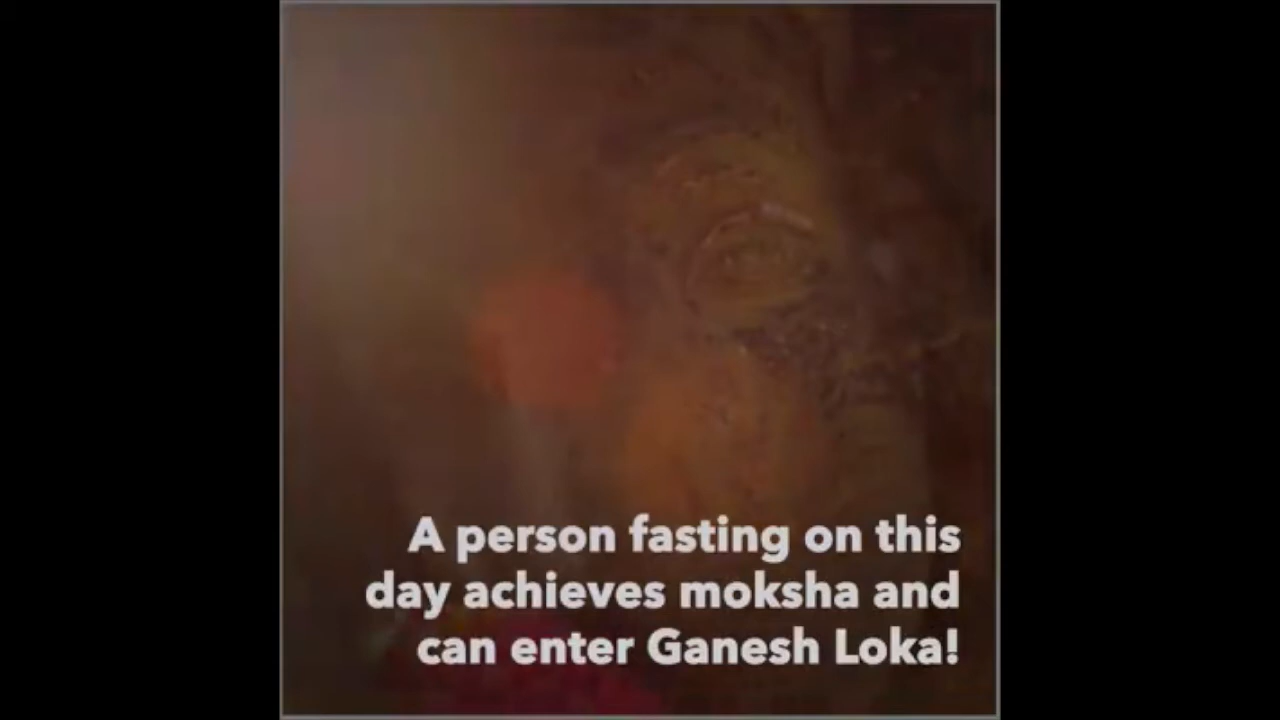 A person fasting on this
day achieves moksha and
can enter Ganesh Loka!